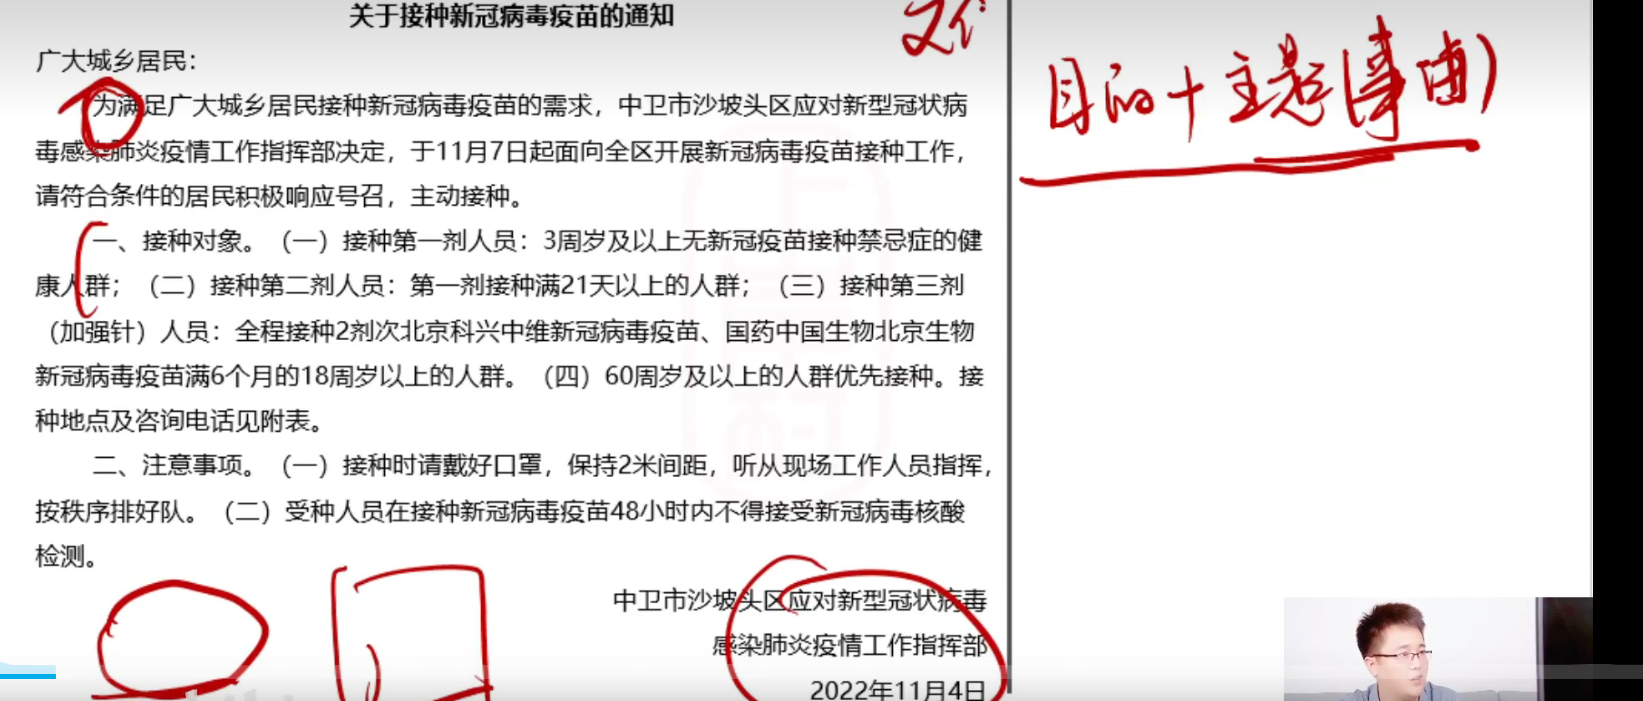 关于接种新冠病毒疫苗的通知
广大城乡居民：
为满足广大城乡居民接种新冠病毒疫苗的需求，中卫市沙坡头区应对新型冠状病
毒感染肺炎疫情工作指挥部决定，于11月7日起面向全区开展新冠病毒疫苗接种工作，
请符合条件的居民积极响应号召，主动接种。
一、接种对象。（一）接种第一剂人员：3周岁及以上无新冠疫苗接种禁忌症的健
康人群；（二）接种第二剂人员：第一剂接种满21天以上的人群；（三）接种第三剂
（加强针）人员：全程接种2剂次北京科兴中维新冠病毒疫苗、国药中国生物北京生物
新冠病毒疫苗满6个月的18周岁以上的人群。（四）60周岁及以上的人群优先接种。接
种地点及咨询电话见附表。
二、注意事项。（一）接种时请戴好口罩，保持2米间距，听从现场工作人员指挥，
按秩序排好队。（二）受种人员在接种新冠病毒疫苗48小时内不得接受新冠病毒核酸
检测。
中卫市沙坡头区应对新型冠状病毒
感染肺炎疫情工作指挥部
2022年11月4日
目的+主题(事由)